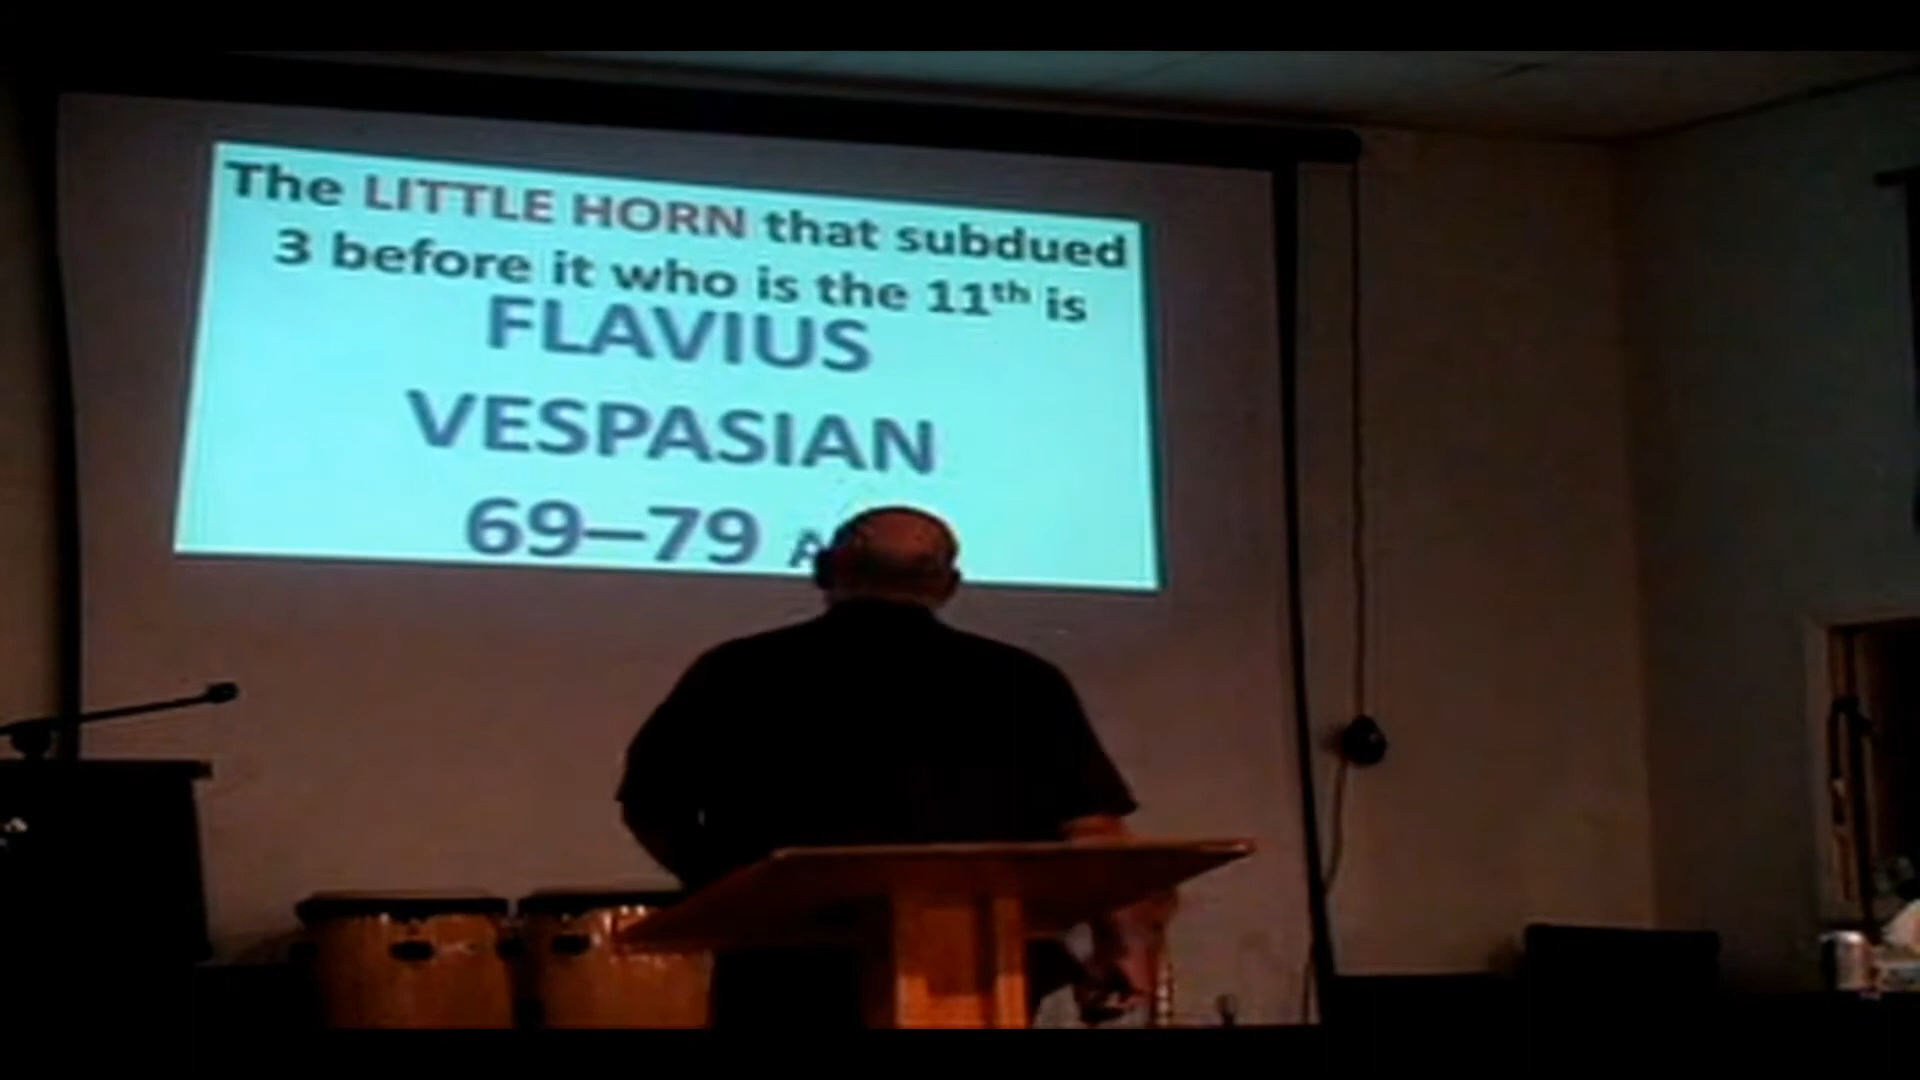 The LITTLE HORN that subdued
3 before it who is the 11th is
FLAVIUS
VESPASIAN
69–79